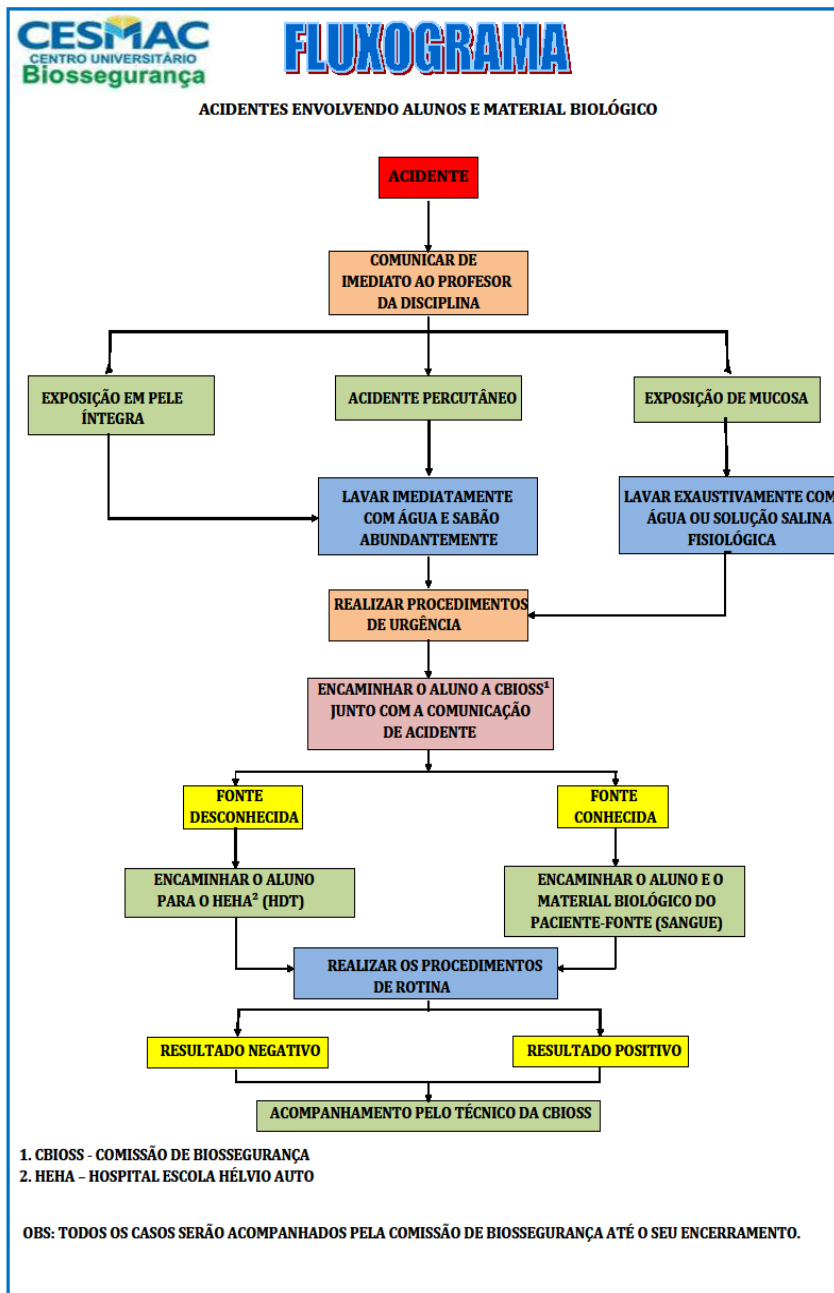 CESMAC
CENTRO UNIVERSITÁRIO
Biossegurança
FLUXOGRAMA
ACIDENTES ENVOLVENDO ALUNOS E MATERIAL BIOLÓGICO
ACIDENTE
COMUNICAR DE
IMEDIATO AO PROFESOR
DA DISCIPLINA
EXPOSIÇÃO EM PELE
ÍNTEGRA
ACIDENTE PERCUTÂNEO
EXPOSIÇÃO DE MUCOSA
LAVAR IMEDIATAMENTE
COM ÁGUA E SABÃO
ABUNDANTEMENTE
LAVAR EXAUSTIVAMENTE COM
ÁGUA OU SOLUÇÃO SALINA
FISIOLÓGICA
REALIZAR PROCEDIMENTOS
DE URGÊNCIA
ENCAMINHAR O ALUNO A CBIOSS¹
JUNTO COM A COMUNICAÇÃO
DE ACIDENTE
FONTE
DESCONHECIDA
FONTE
CONHECIDA
ENCAMINHAR O ALUNO
PARA O HEHA² (HDT)
ENCAMINHAR O ALUNO E O
MATERIAL BIOLÓGICO DO
PACIENTE-FONTE (SANGUE)
REALIZAR OS PROCEDIMENTOS
DE ROTINA
RESULTADO NEGATIVO
RESULTADO POSITIVO
ACOMPANHAMENTO PELO TÉCNICO DA CBIOSS
1. CBIOSS - COMISSÃO DE BIOSSEGURANÇA
2. HEHA – HOSPITAL ESCOLA HÉLVIO AUTO
OBS: TODOS OS CASOS SERÃO ACOMPANHADOS PELA COMISSÃO DE BIOSSEGURANÇA ATÉ O SEU ENCERRAMENTO.